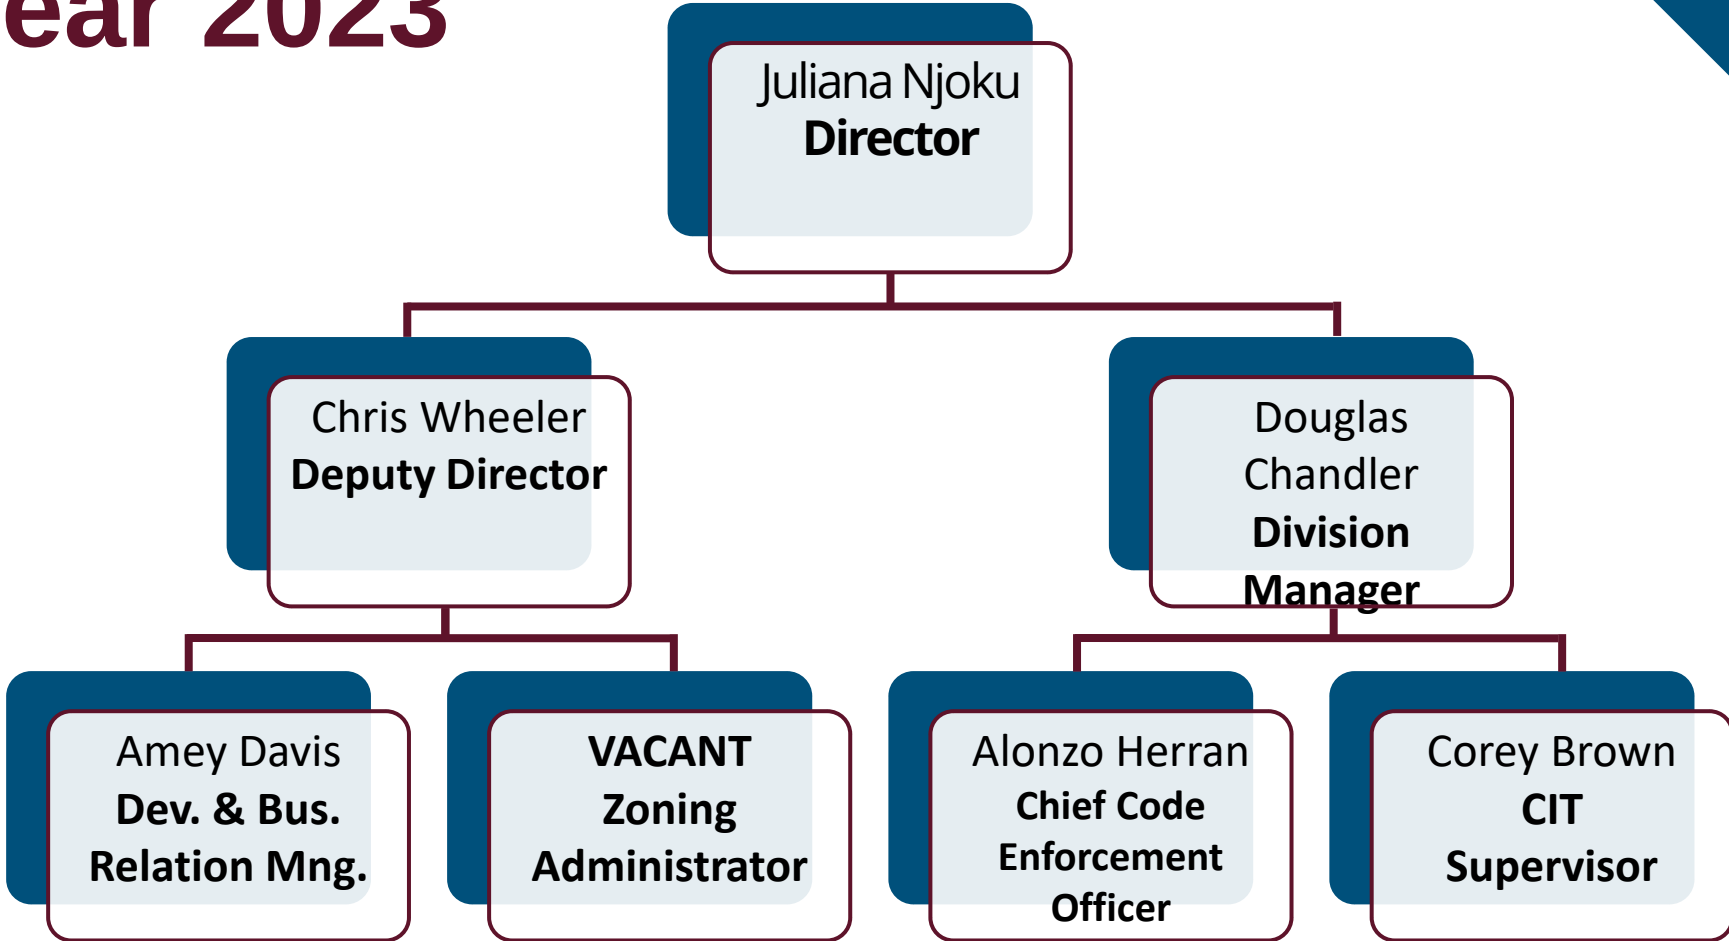 ear 2023
Juliana Njoku
Director
Chris Wheeler
Deputy Director
Douglas
Chandler
Division
Manager
Amey Davis
Dev. & Bus.
Relation Mng.
VACANT
Zoning
Administrator
Alonzo Herran
Chief Code
Enforcement
Officer
Corey Brown
CIT
Supervisor